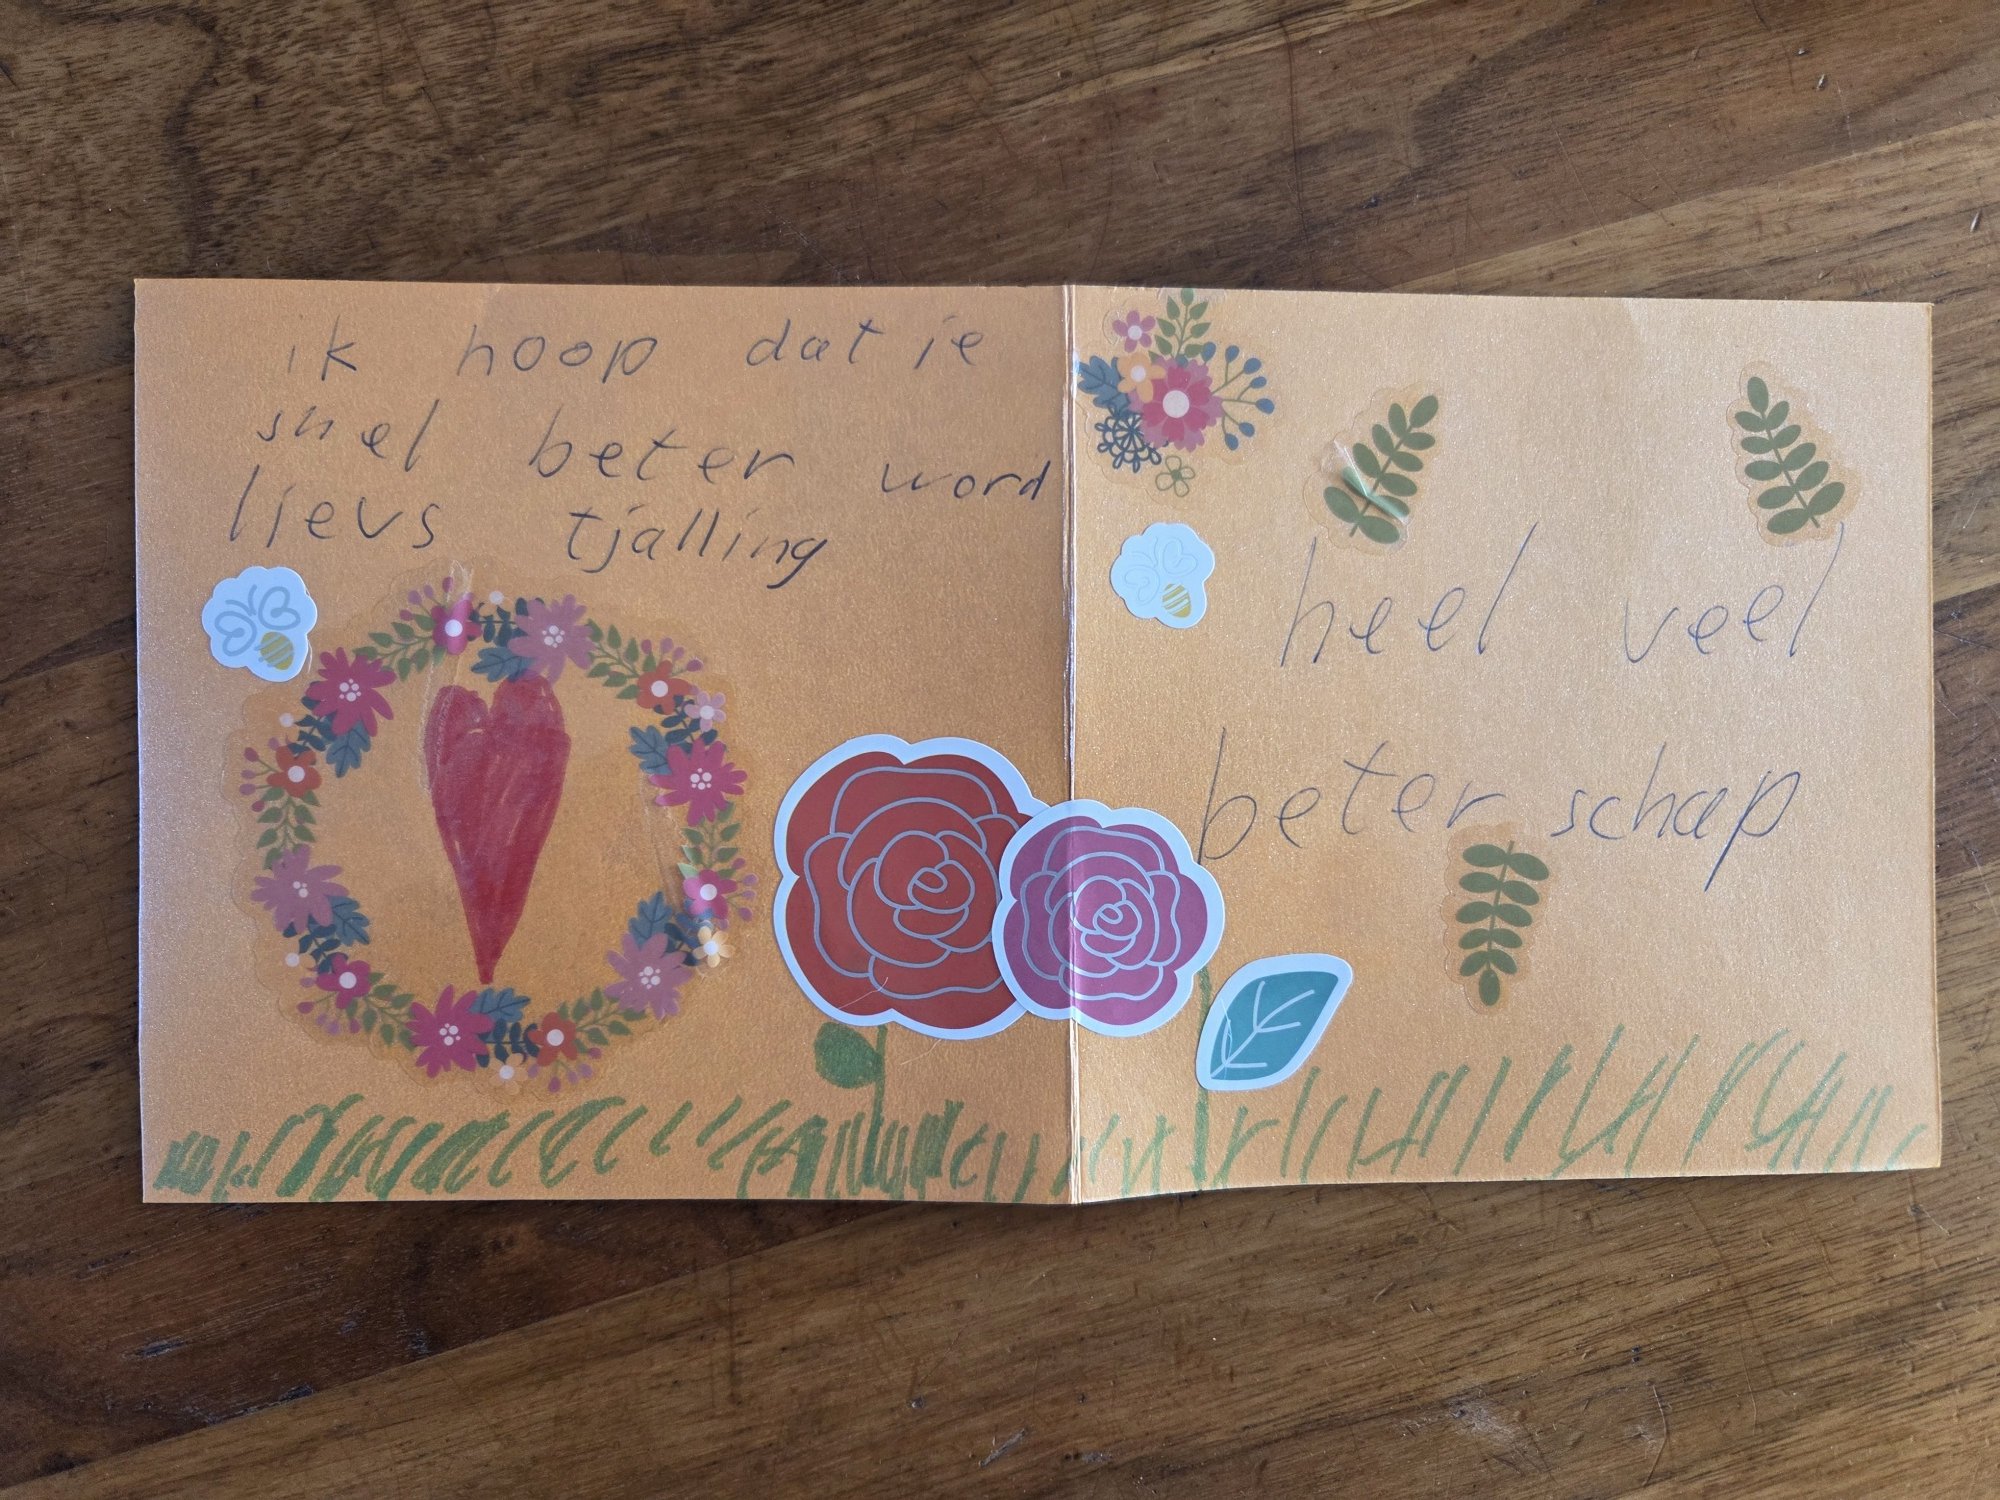 ik hoop dat je
snel beter word
lievs tjalling
heel veel
beterschap